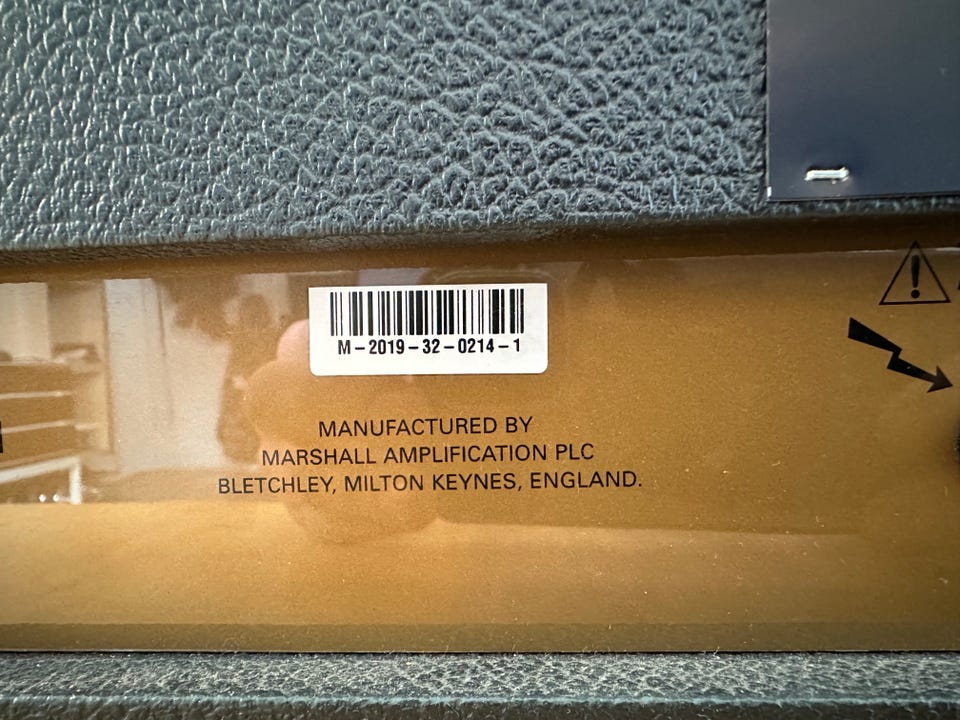 M-2019-32-0214-1
MANUFACTURED BY
MARSHALL AMPLIFICATION PLC
BLETCHLEY, MILTON KEYNES, ENGLAND.